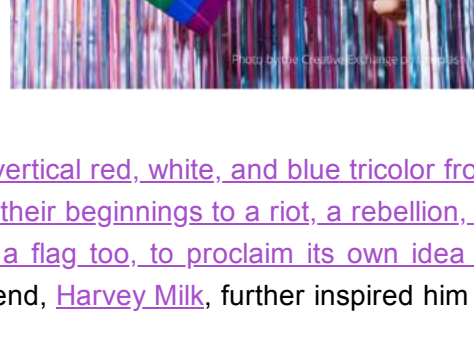 Photo by the Creative Exchange on Unsplash
vertical red, white, and blue tricolor fro
their beginnings to a riot, a rebellion,
a flag too, to proclaim its own idea
end, Harvey Milk, further inspired him